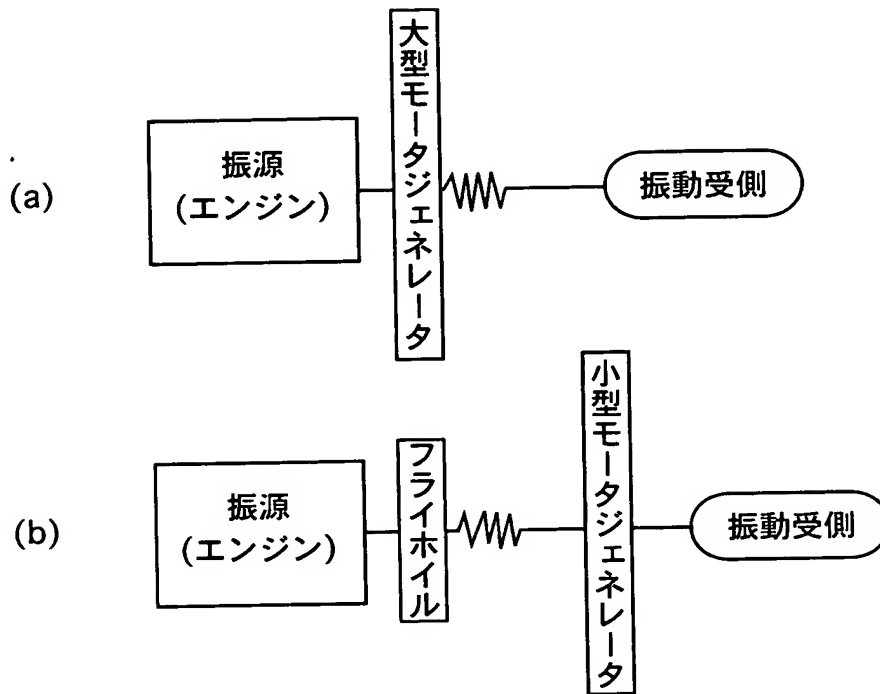 (a)
振源
(エンジン)
大型モータジェネレータ
振動受側
(b)
振源
(エンジン)
フライホイル
小型モータジェネレータ
振動受側